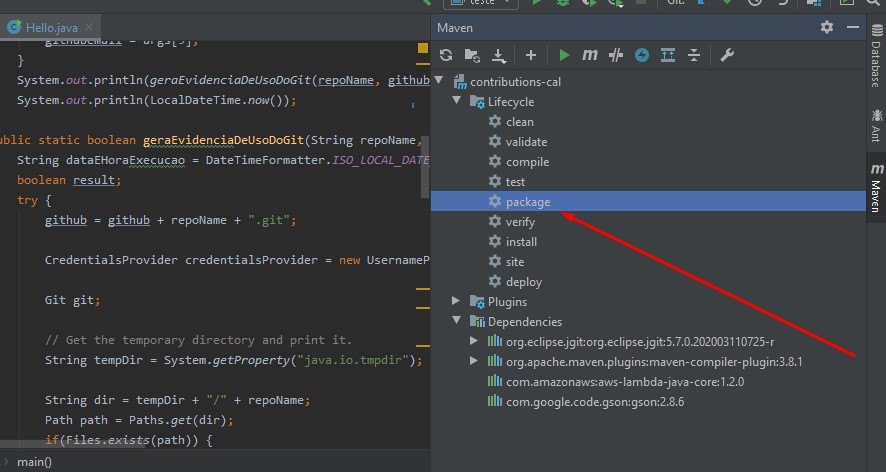 teste
Git:
Hello.java
githubEmail = args[5];
}
System.out.println(geraEvidenciaDeUsoDoGit(repoName, github
System.out.println(LocalDateTime.now());
ublic static boolean geraEvidenciaDeUsoDoGit(String repoName,
String dataEHoraExecucao = DateTimeFormatter.ISO_LOCAL_DATE
boolean result;
try {
github = github + repoName + ".git";
CredentialsProvider credentialsProvider = new UsernameP
Git git;
// Get the temporary directory and print it.
String tempDir = System.getProperty("java.io.tmpdir");
String dir = tempDir + "/" + repoName;
Path path = Paths.get(dir);
if(Files.exists(path)) {
main()
Maven
m
contributions-cal
Lifecycle
clean
validate
compile
test
package
verify
install
site
deploy
Plugins
Dependencies
org.eclipse.jgit:org.eclipse.jgit:5.7.0.202003110725-r
org.apache.maven.plugins:maven-compiler-plugin:3.8.1
com.amazonaws:aws-lambda-java-core:1.2.0
com.google.code.gson:gson:2.8.6
Database
Ant
m
Maven